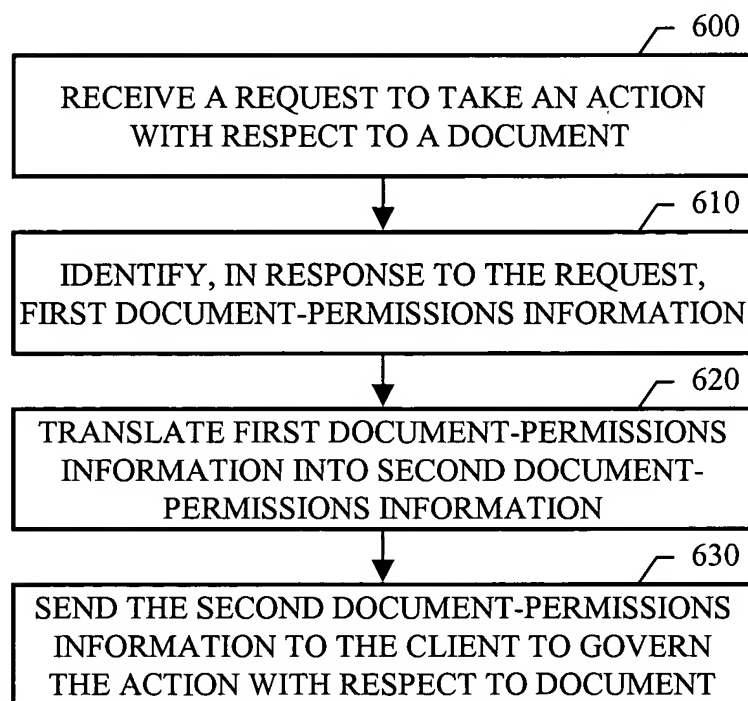 600
RECEIVE A REQUEST TO TAKE AN ACTION
WITH RESPECT TO A DOCUMENT
610
IDENTIFY, IN RESPONSE TO THE REQUEST,
FIRST DOCUMENT-PERMISSIONS INFORMATION
620
TRANSLATE FIRST DOCUMENT-PERMISSIONS
INFORMATION INTO SECOND DOCUMENT-
PERMISSIONS INFORMATION
630
SEND THE SECOND DOCUMENT-PERMISSIONS
INFORMATION TO THE CLIENT TO GOVERN
THE ACTION WITH RESPECT TO DOCUMENT